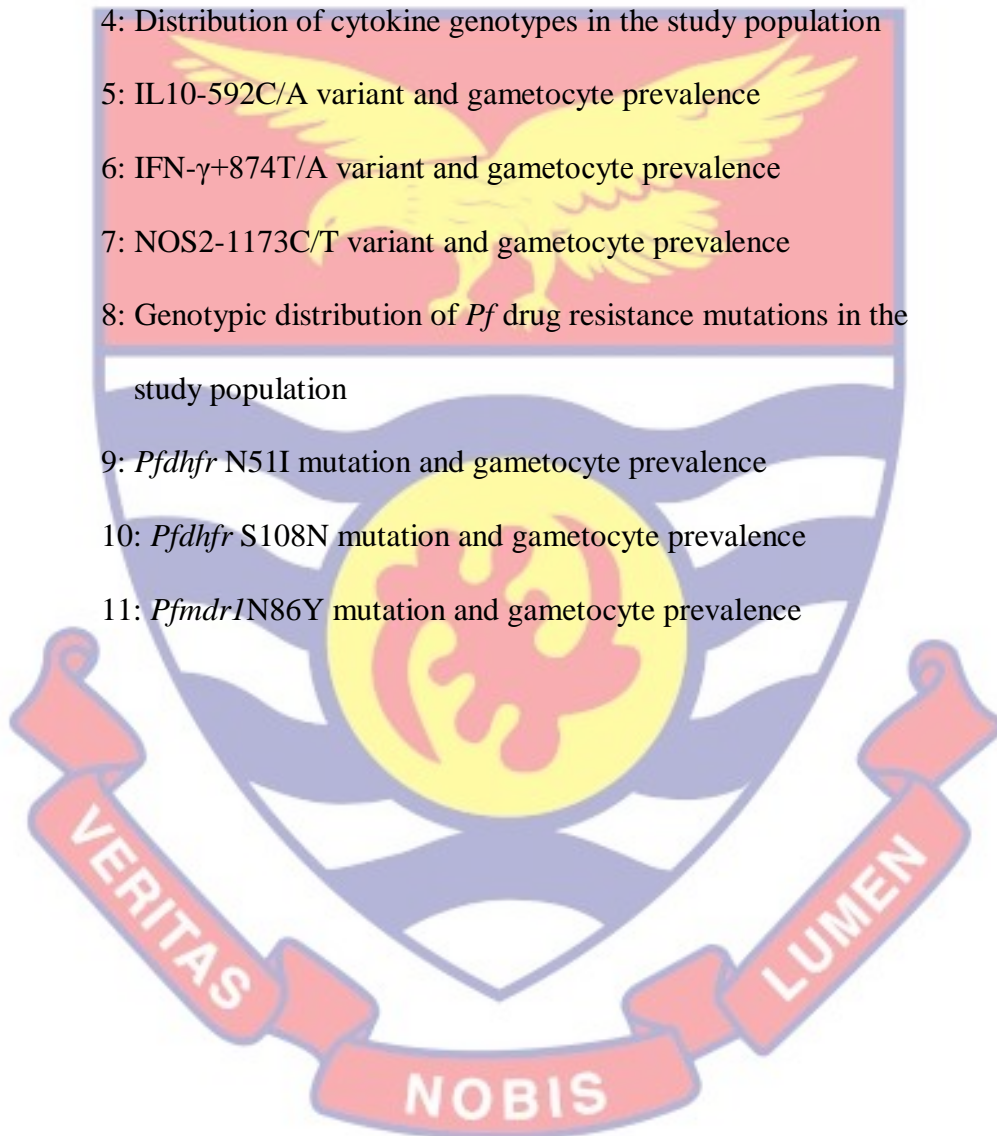 4: Distribution of cytokine genotypes in the study population
5: IL10-592C/A variant and gametocyte prevalence
6: IFN-γ+874T/A variant and gametocyte prevalence
7: NOS2-1173C/T variant and gametocyte prevalence
8: Genotypic distribution of Pf drug resistance mutations in the
study population
9: Pfdhfr N51I mutation and gametocyte prevalence
10: Pfdhfr S108N mutation and gametocyte prevalence
11: Pfmdr1N86Y mutation and gametocyte prevalence
VERITAS
NOBIS
LUMEN